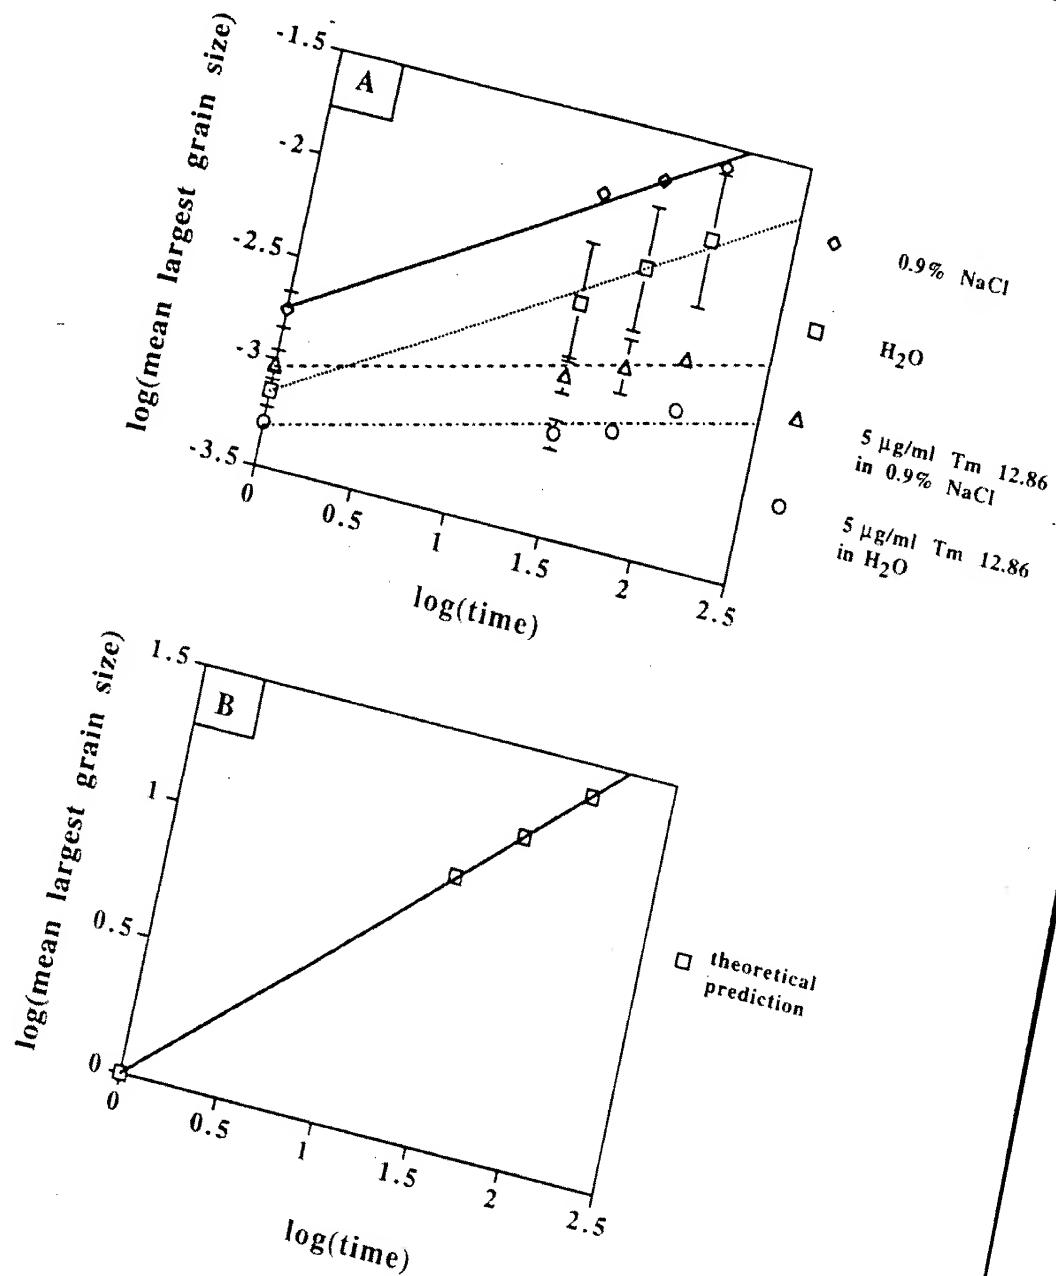 A
log(mean largest grain size)
-1.5
-2
-2.5
-3
-3.5
0
0.5
1
1.5
2
2.5
log(time)
0.9% NaCl
H2O
5 μg/ml Tm 12.86
in 0.9% NaCl
5 μg/ml Tm 12.86
in H2O
B
log(mean largest grain size)
1.5
1
0.5
0
0
0.5
1
1.5
2
2.5
log(time)
theoretical
prediction